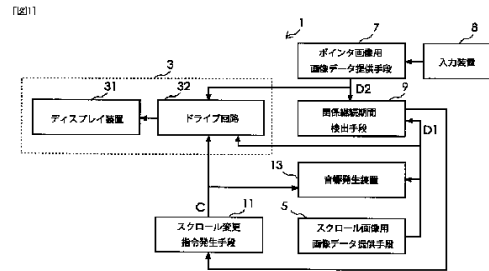 【図1】
1
3
7
8
ポインタ画像用
画像データ提供手段
入力装置
31
32
D2
9
ディスプレイ装置
ドライブ回路
関係継続期間
検出手段
D1
13
音響発生装置
C
11
5
スクロール変更
指令発生手段
スクロール画像用
画像データ提供手段